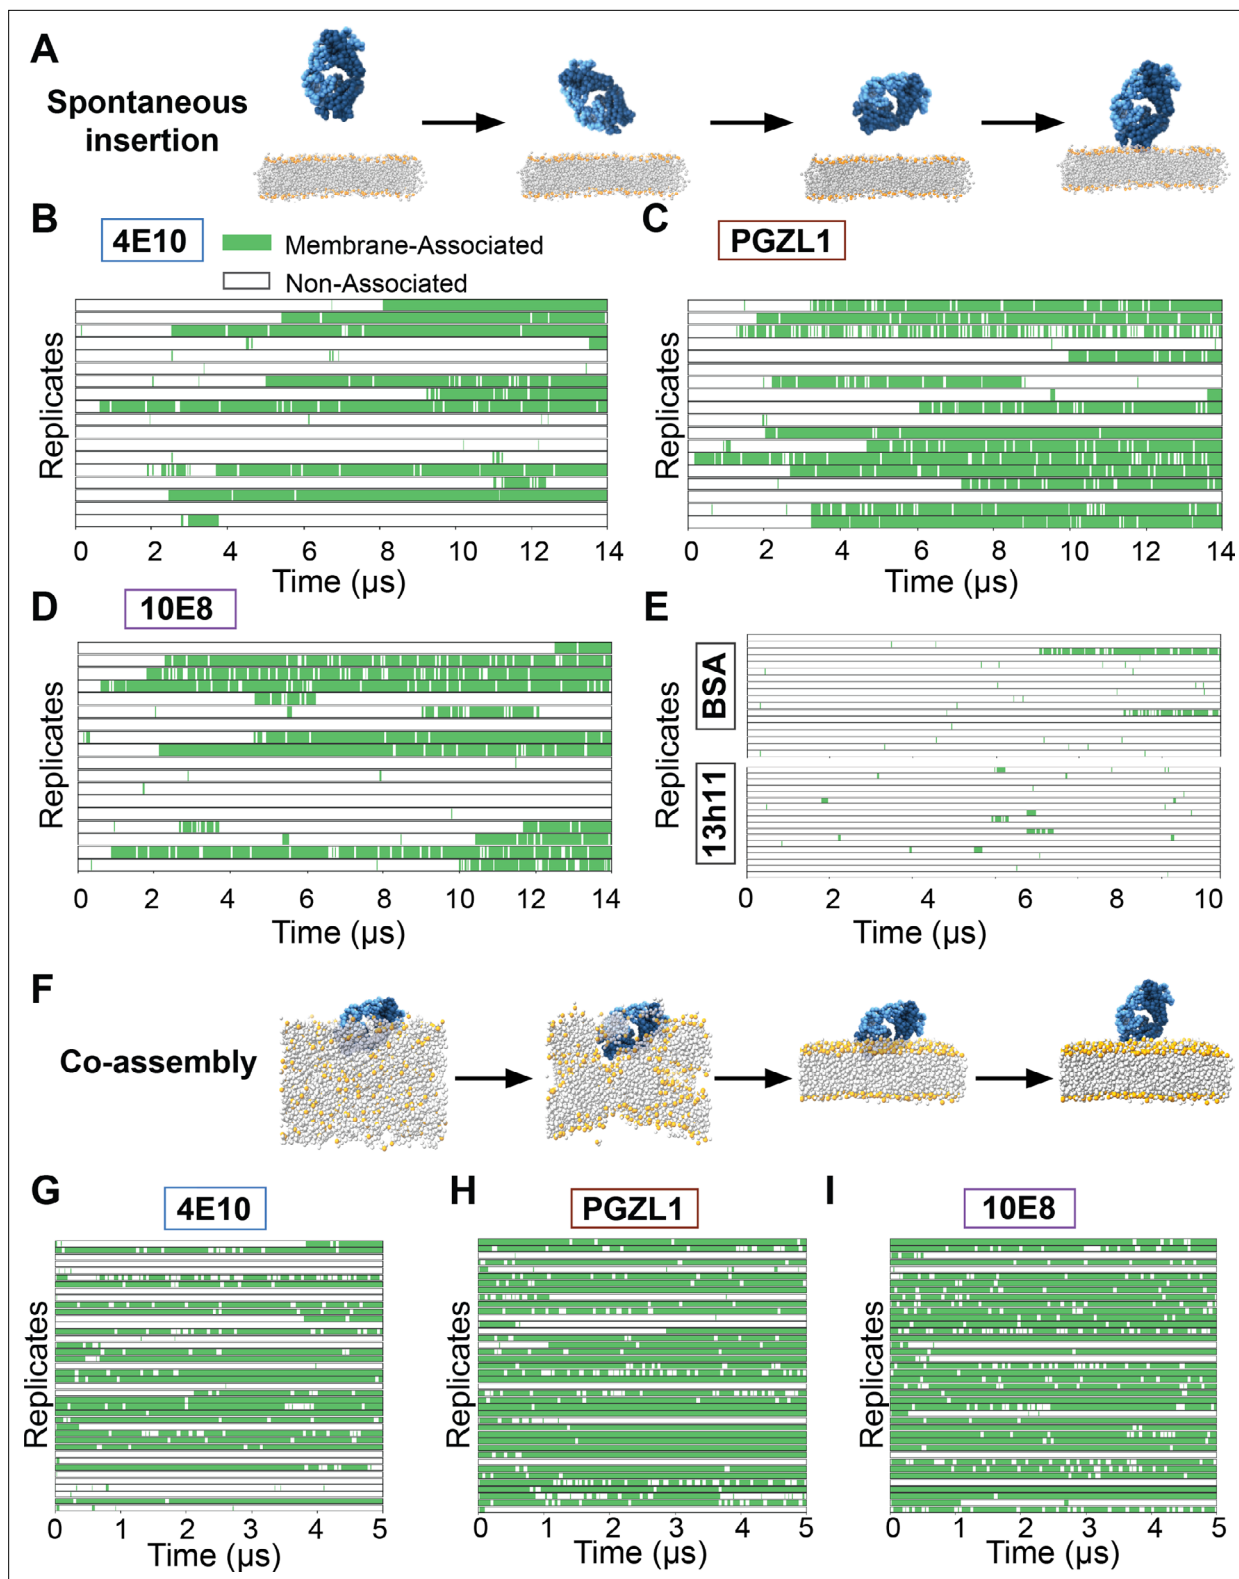 A
Spontaneous
insertion
B
4E10
Membrane-Associated
Non-Associated
Replicates
0 2 4 6 8 10 12 14
Time (µs)
C
PGZL1
Replicates
0 2 4 6 8 10 12 14
Time (µs)
D
10E8
Replicates
0 2 4 6 8 10 12 14
Time (µs)
E
BSA
13h11
Replicates
0 2 4 6 8 10
Time (µs)
F
Co-assembly
G
4E10
Replicates
0 1 2 3 4 5
Time (µs)
H
PGZL1
Replicates
0 1 2 3 4 5
Time (µs)
I
10E8
Replicates
0 1 2 3 4 5
Time (µs)